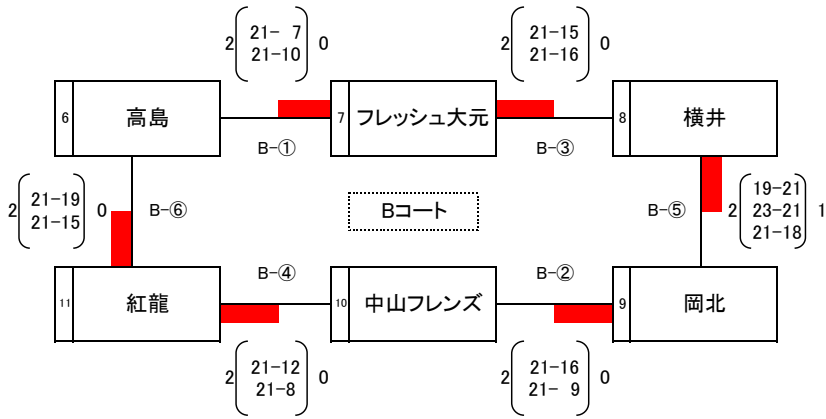 2 21- 7 0
21-10
2 21-15 0
21-16
6 高島
7 フレッシュ大元
8 横井
B-①
B-③
2 21-19 0
21-15
B-⑥
Bコート
B-⑤
19-21
2 23-21 1
21-18
B-④
B-②
11 紅龍
10 中山フレンズ
9 岡北
2 21-12 0
21-8
2 21-16 0
21- 9